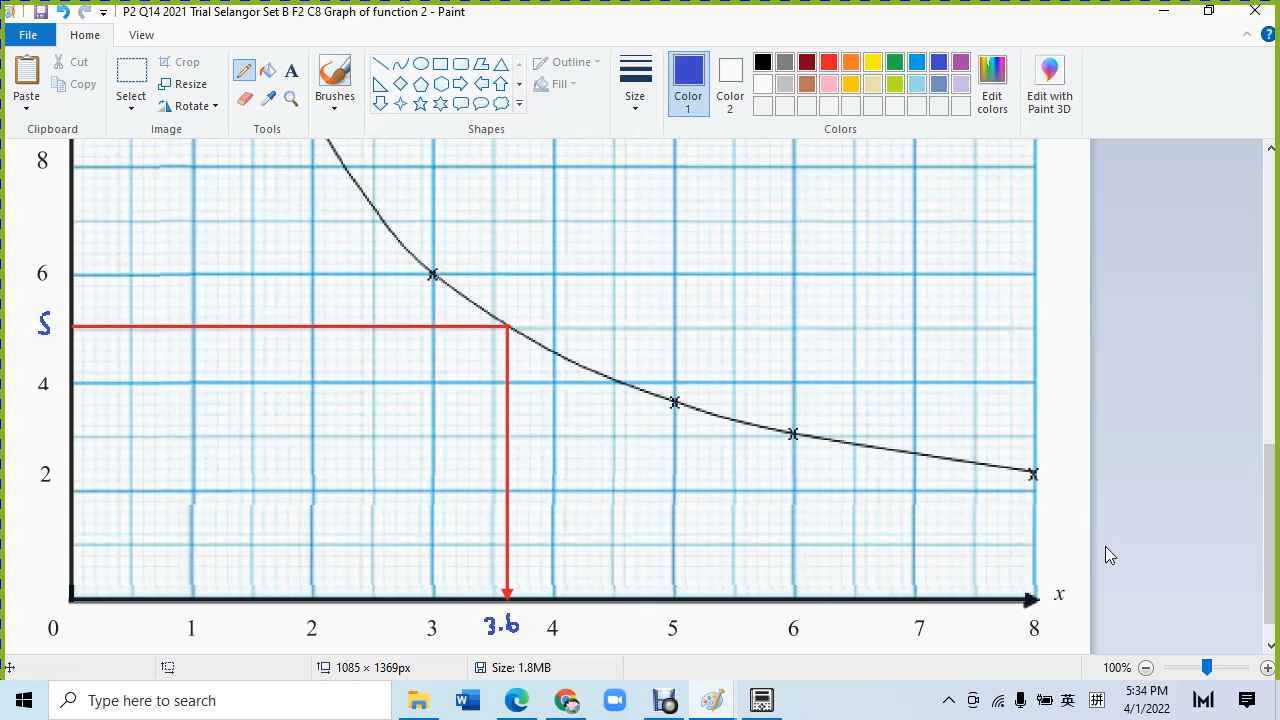 P2 Q14 2021 Trial Selangor Set B F2 C8 Graph of function 2 - Paint
File Home View
Paste Cut Copy
Clipboard
Select Crop Resize Rotate
Image
A
Tools
Brushes
Shapes
Outline
Fill
Size
Color 1
Color 2
Colors
Edit colors
Edit with Paint 3D
8
6
5
4
2
x
0 1 2 3 3.6 4 5 6 7 8
1085 × 1369px Size: 1.8MB 100%
Type here to search
英 拼 5:34 PM
4/1/2022